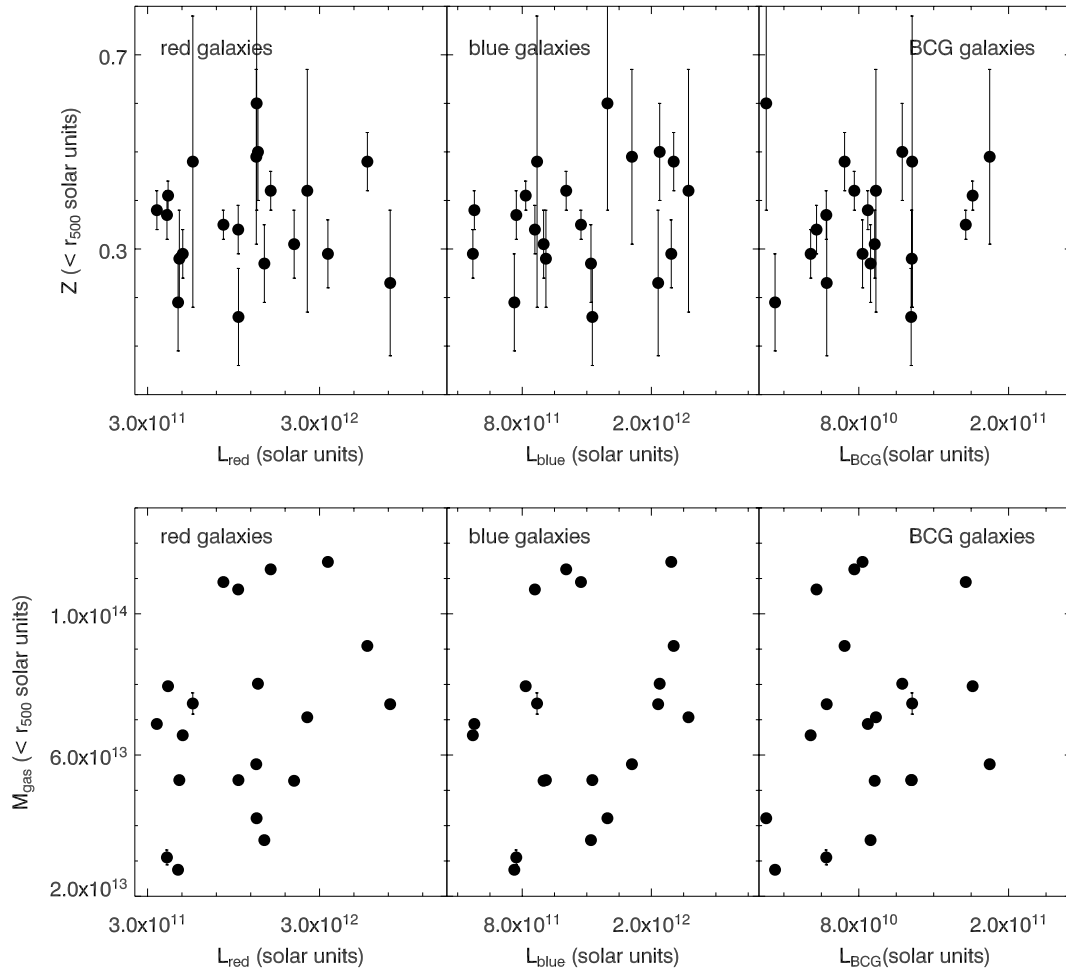 red galaxies
blue galaxies
BCG galaxies
0.7
0.3
Z (< r500 solar units)
3.0x10^11
3.0x10^12
8.0x10^11
2.0x10^12
8.0x10^10
2.0x10^11
Lred (solar units)
Lblue (solar units)
LBCG(solar units)
red galaxies
blue galaxies
BCG galaxies
1.0x10^14
6.0x10^13
2.0x10^13
Mgas (< r500 solar units)
3.0x10^11
3.0x10^12
8.0x10^11
2.0x10^12
8.0x10^10
2.0x10^11
Lred (solar units)
Lblue (solar units)
LBCG(solar units)